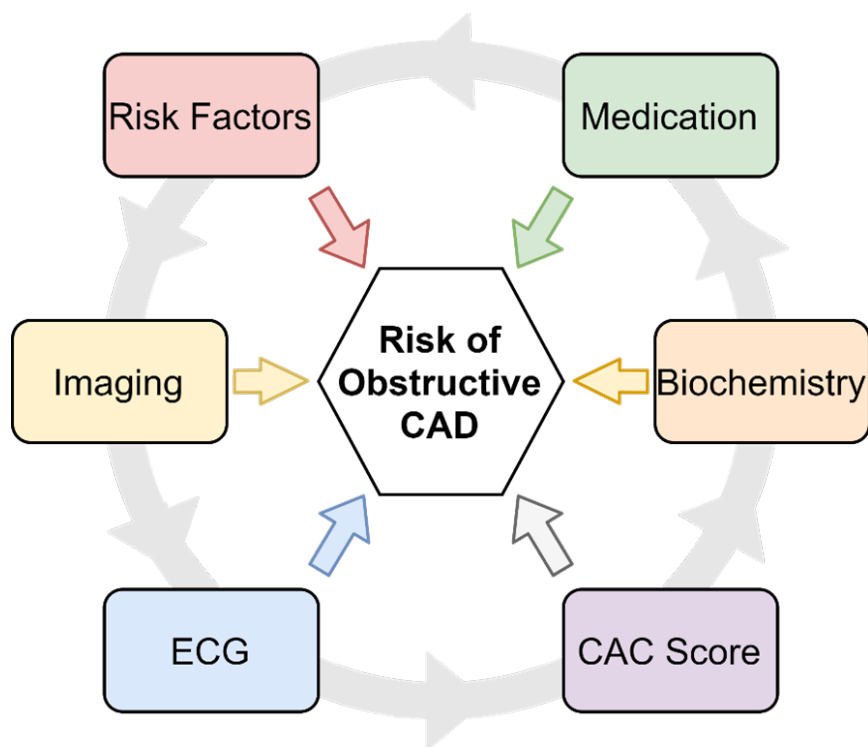 Risk Factors
Medication
Imaging
Risk of
Obstructive
CAD
Biochemistry
ECG
CAC Score